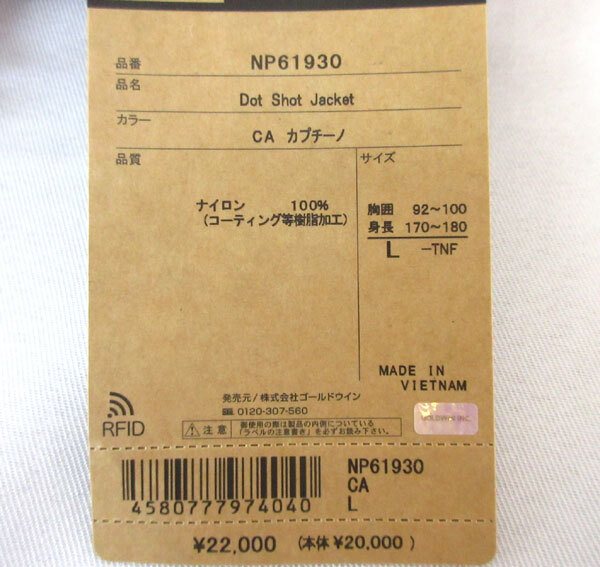 品番 NP61930
品名
Dot Shot Jacket
カラー
CA カプチーノ
品質
サイズ
ナイロン 100%
(コーティング等樹脂加工)
胸囲 92~100
身長 170~180
L -TNF
MADE IN
VIETNAM
RFID
発売元/株式会社ゴールドウイン
0120-307-560
注意
御使用の際は製品の内側についている
「ラベルの注意書き」を必ずお読み下さい。
GOLDWIN INC.
4580777974040
NP61930
CA
L
¥22,000 (本体¥20,000)